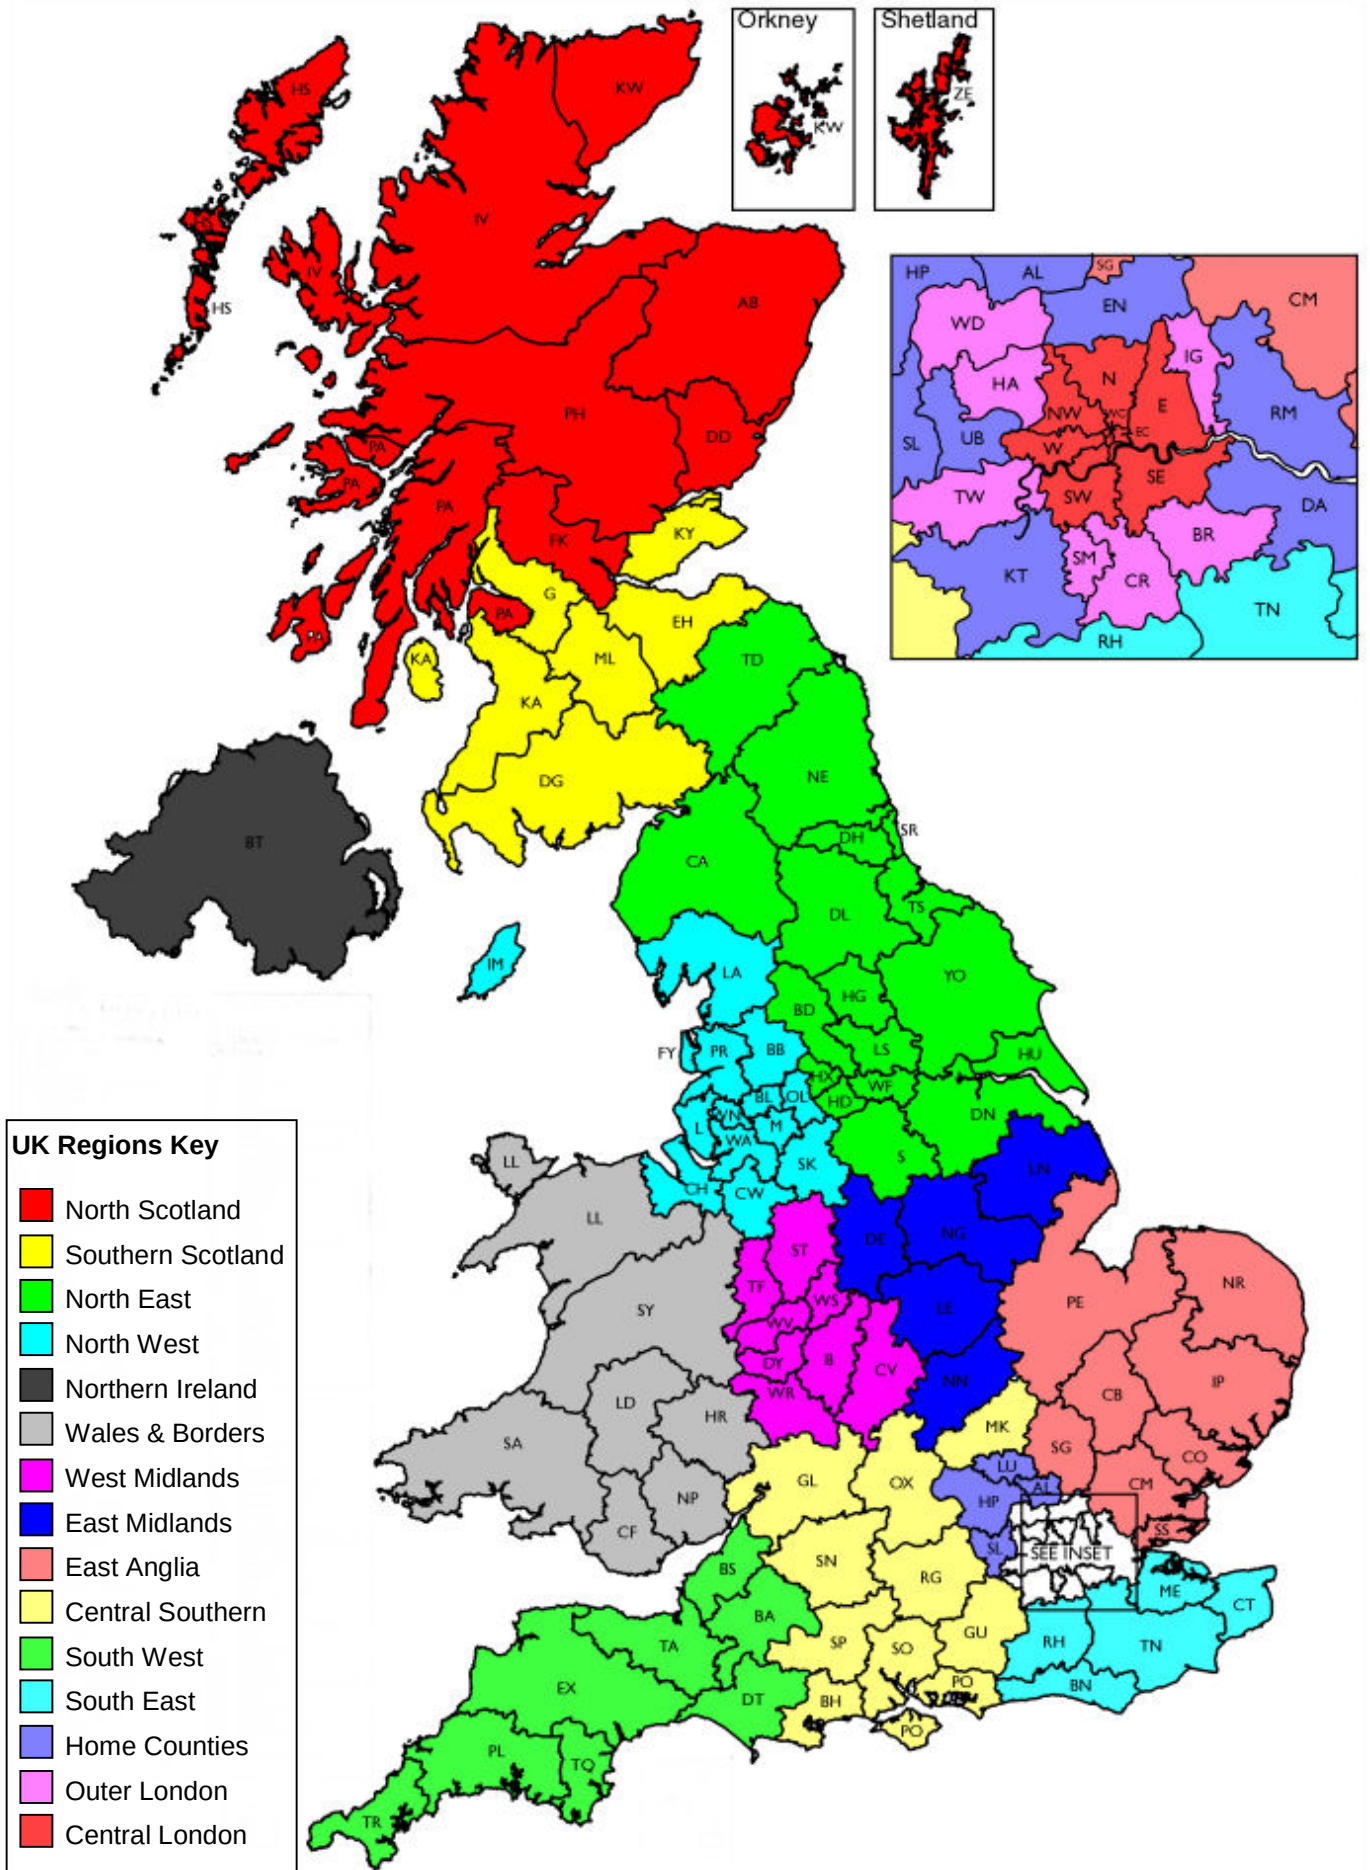 Orkney
Shetland
HS
KW
ZE
KW
HS
IV
IV
HS
AB
HP
AL
SG
EN
CM
WD
IG
HA
N
NW
WC
E
RM
EC
SL
UB
W
TW
SW
SE
DA
BR
SM
KT
CR
TN
RH
PH
DD
PA
PA
PA
FK
KY
G
PA
EH
PA
KA
ML
TD
KA
DG
NE
BT
DH
SR
CA
DL
TS
IM
LA
YO
BD
HG
FY
PR
BB
LS
HU
HX
WF
BL
OL
HD
DN
L
WN
M
WA
S
SK
LN
CH
CW
LL
LL
ST
DE
NG
TF
WS
LE
PE
NR
SY
WV
DY
B
CV
NN
WR
CB
IP
LD
HR
MK
SA
SG
LU
CO
GL
OX
HP
AL
CM
NP
CF
SS
SL
SEE INSET
BS
SN
RG
ME
CT
BA
TA
SP
SO
GU
RH
TN
EX
DT
BH
PO
BN
PO
PL
TQ
TR
UK Regions Key
North Scotland
Southern Scotland
North East
North West
Northern Ireland
Wales & Borders
West Midlands
East Midlands
East Anglia
Central Southern
South West
South East
Home Counties
Outer London
Central London